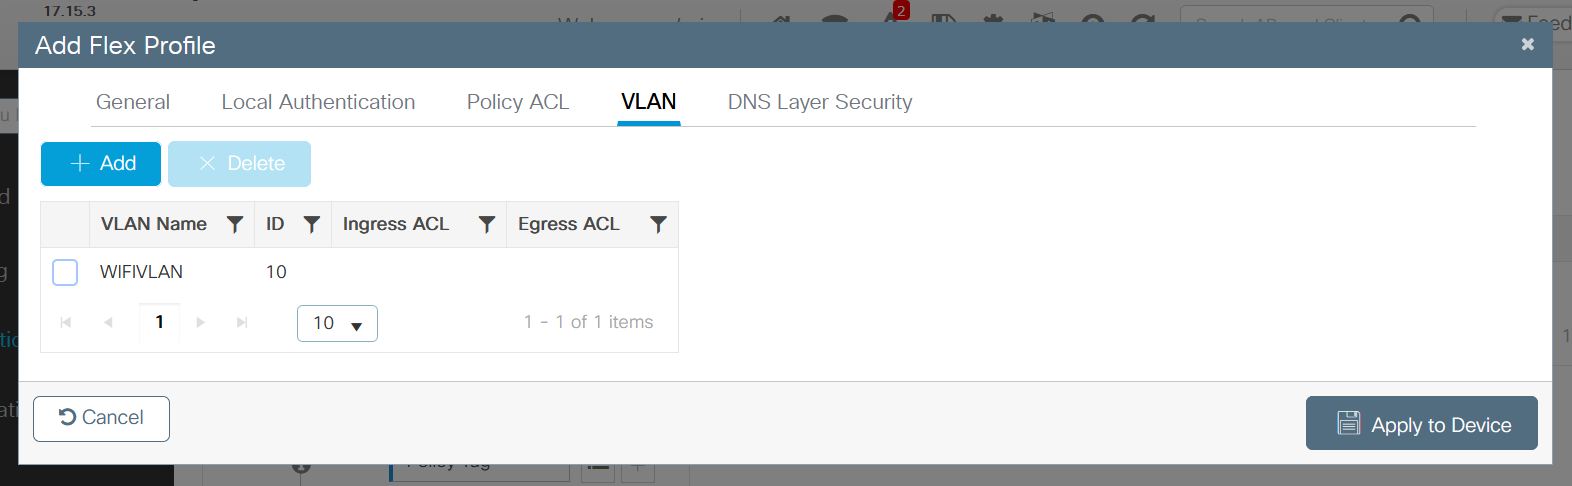 17.15.3
2
Add Flex Profile
General Local Authentication Policy ACL VLAN DNS Layer Security
Add Delete
VLAN Name ID Ingress ACL Egress ACL
WIFIVLAN 10
1 10 1 - 1 of 1 items
Cancel Apply to Device